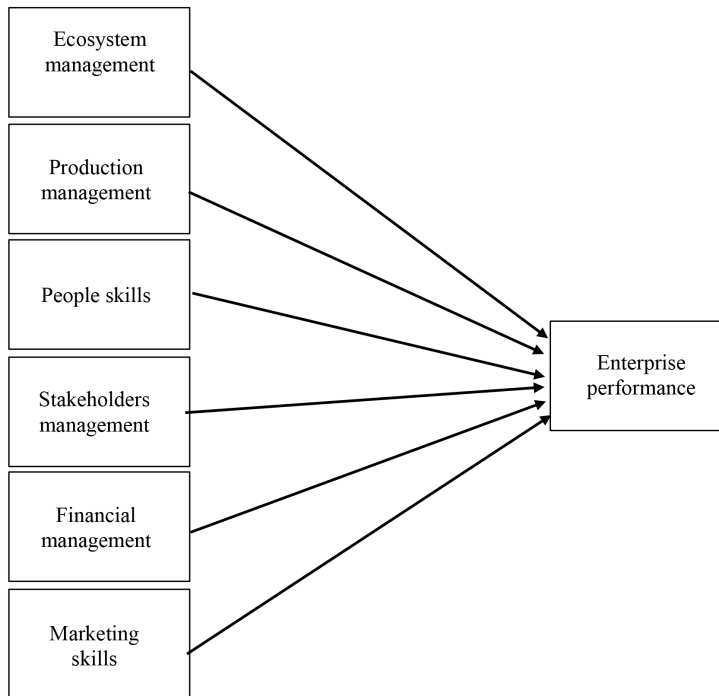 Ecosystem
management
Production
management
People skills
Stakeholders
management
Financial
management
Marketing
skills
Enterprise
performance